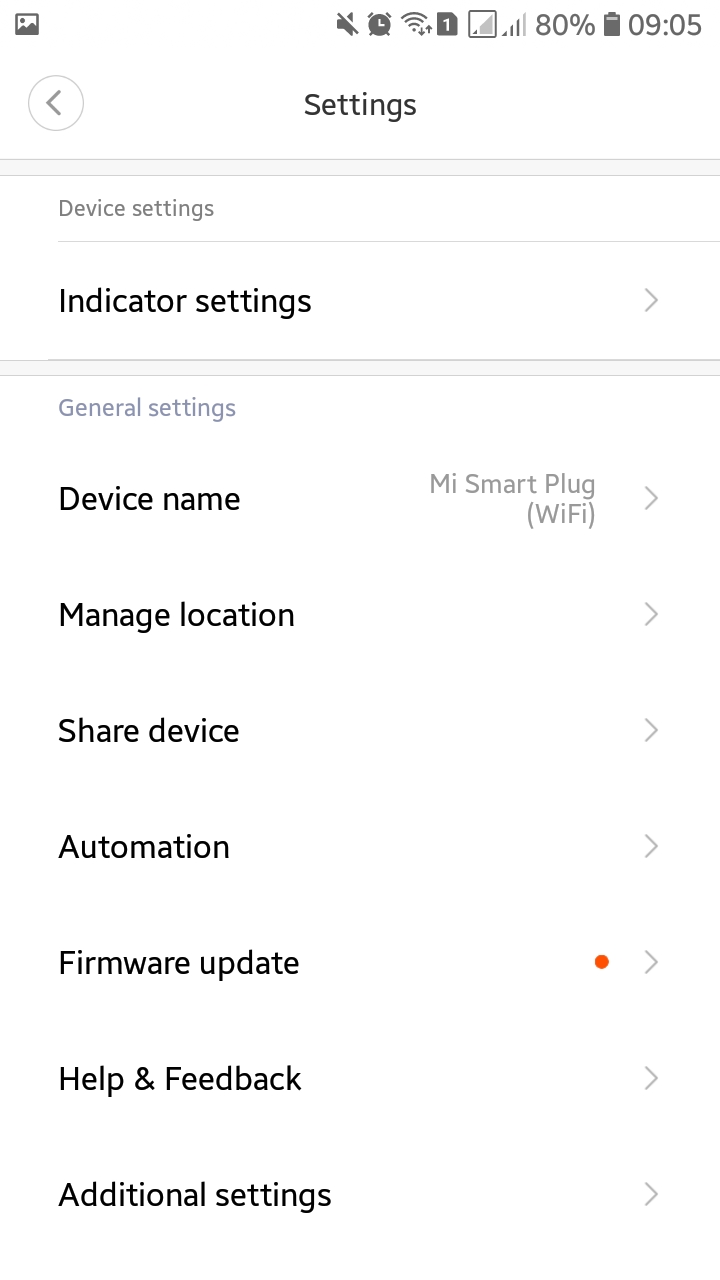 1 80% 09:05
Settings
Device settings
Indicator settings
General settings
Device name
Mi Smart Plug
(WiFi)
Manage location
Share device
Automation
Firmware update
Help & Feedback
Additional settings